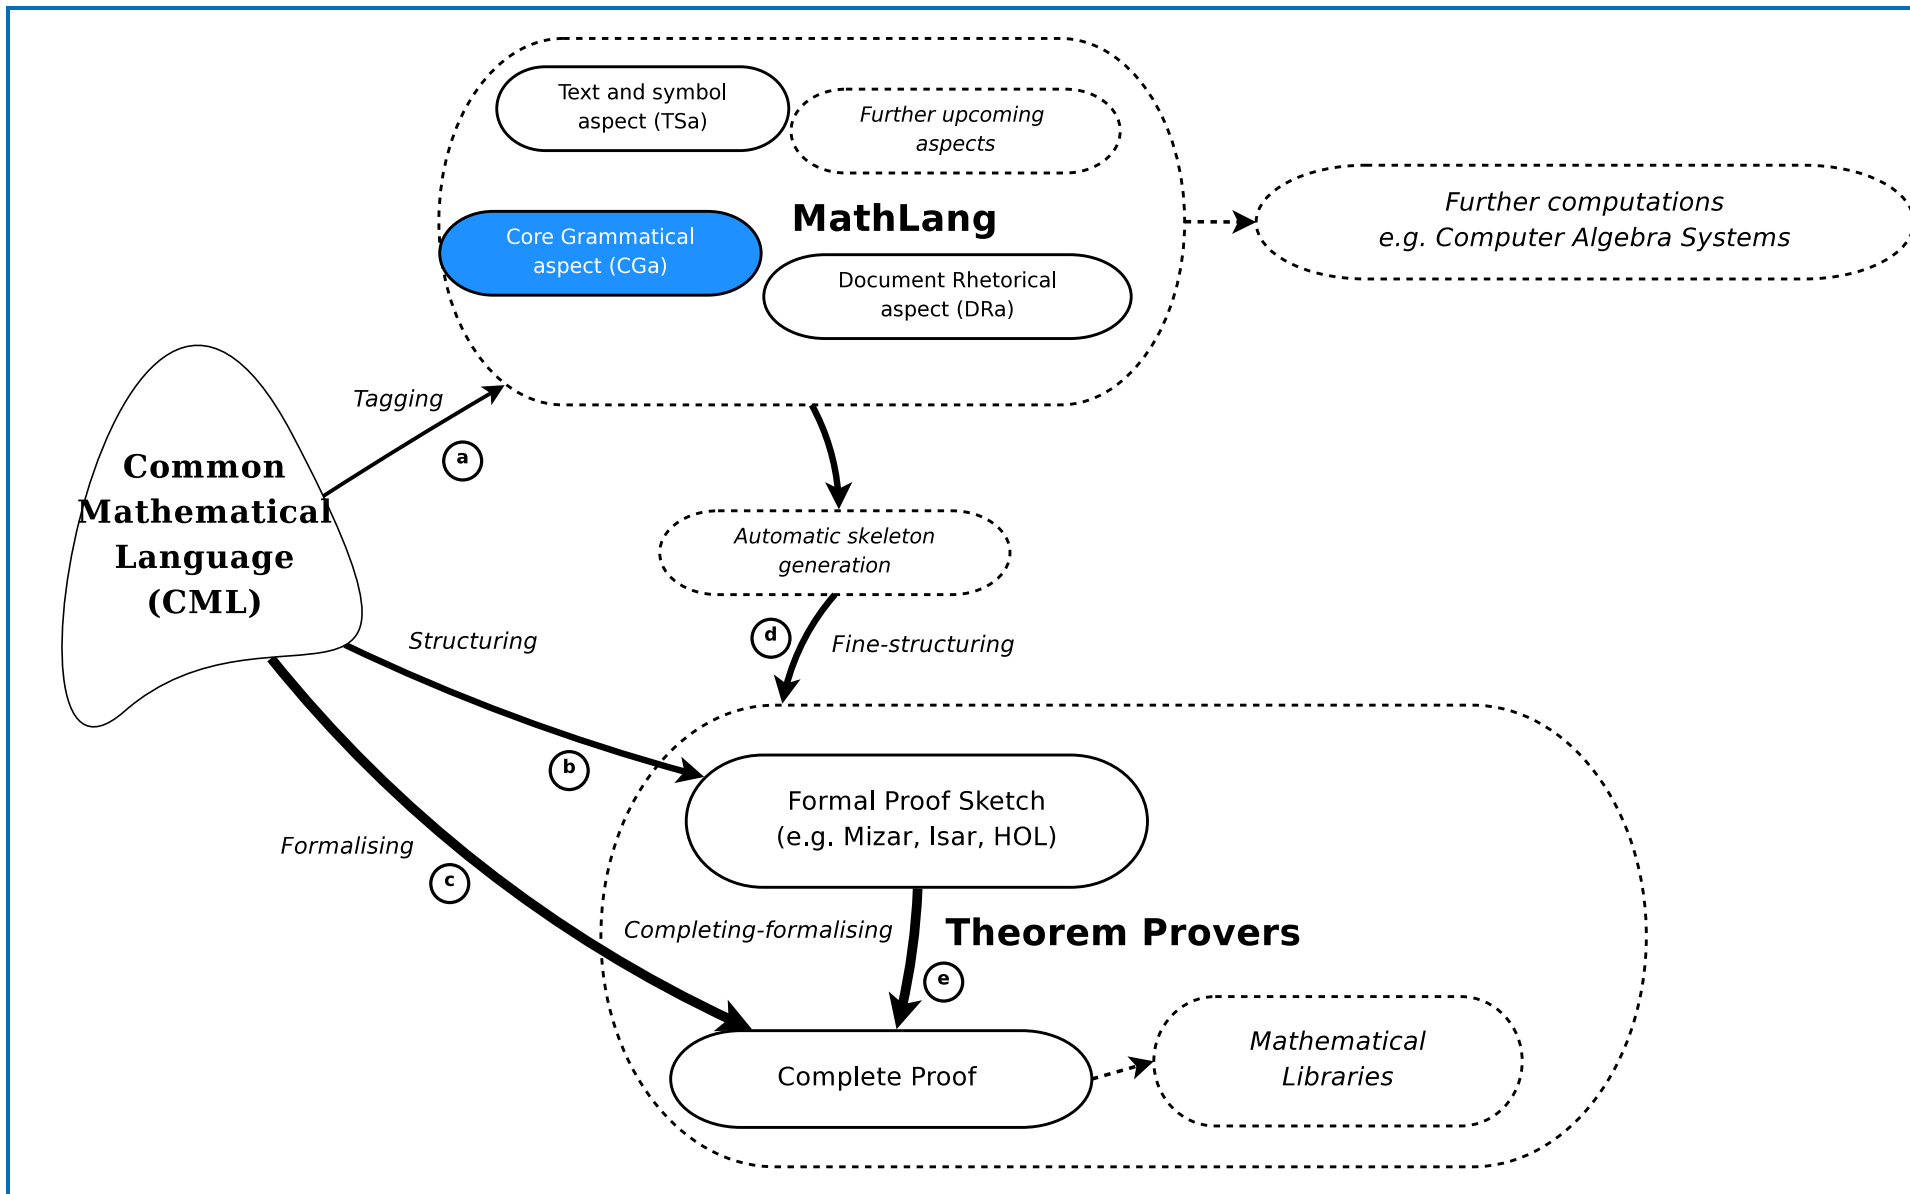 Text and symbol
aspect (TSa)
Further upcoming
aspects
MathLang
Core Grammatical
aspect (CGa)
Document Rhetorical
aspect (DRa)
Further computations
e.g. Computer Algebra Systems
Tagging
a
Common
Mathematical
Language
(CML)
Automatic skeleton
generation
Structuring
d
Fine-structuring
b
Formal Proof Sketch
(e.g. Mizar, Isar, HOL)
Formalising
c
Completing-formalising
Theorem Provers
e
Complete Proof
Mathematical
Libraries